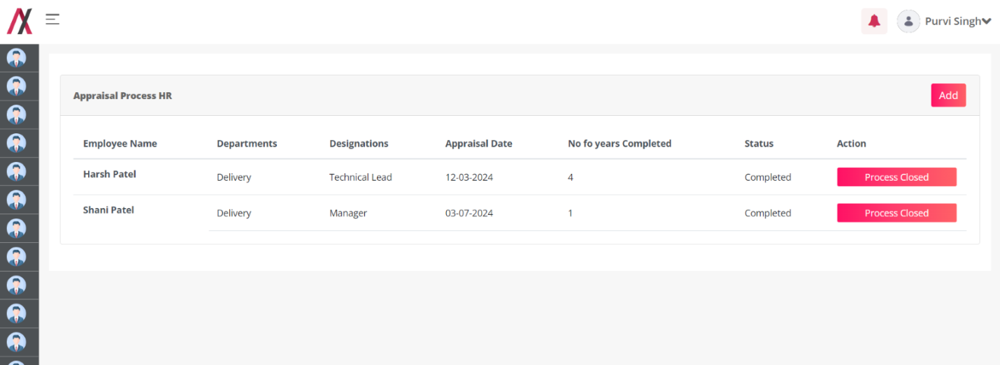 Purvi Singh
Appraisal Process HR Add
Employee Name Departments Designations Appraisal Date No fo years Completed Status Action
Harsh Patel Delivery Technical Lead 12-03-2024 4 Completed Process Closed
Shani Patel Delivery Manager 03-07-2024 1 Completed Process Closed